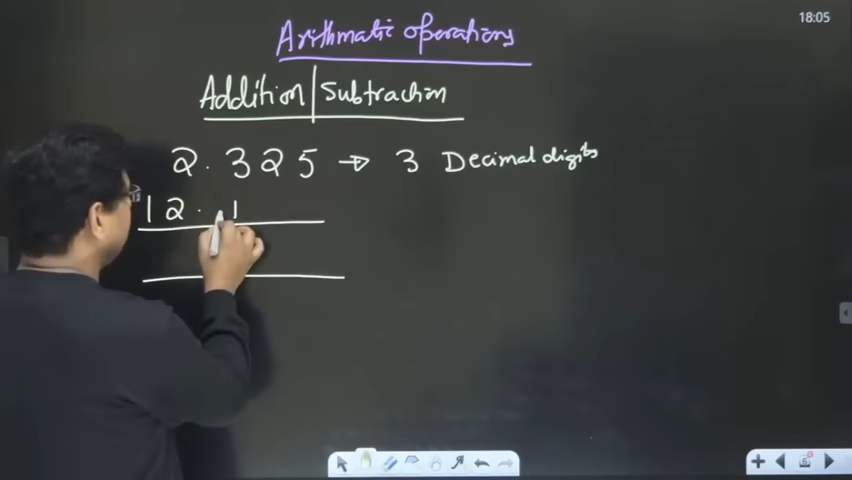 18:05
Arithmatic operations
Addition | Subtraction
2.325 → 3 Decimal digits
12.1